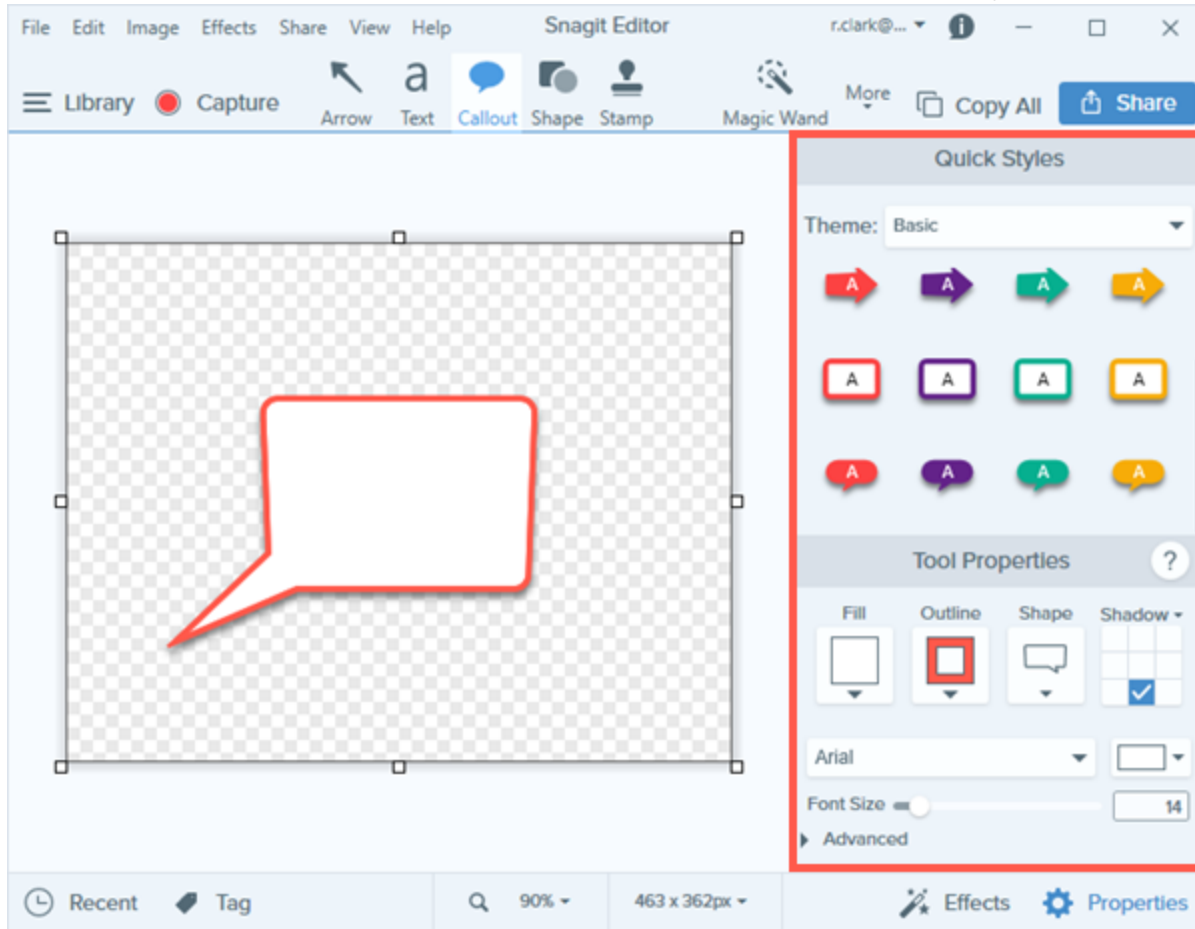 File Edit Image Effects Share View Help Snagit Editor r.clark@...
Library Capture Arrow Text Callout Shape Stamp Magic Wand More Copy All Share
Quick Styles
Theme: Basic
A A A A
A A A A
A A A A
Tool Properties ?
Fill Outline Shape Shadow
Arial
Font Size 14
Advanced
Recent Tag 90% 463 x 362px Effects Properties